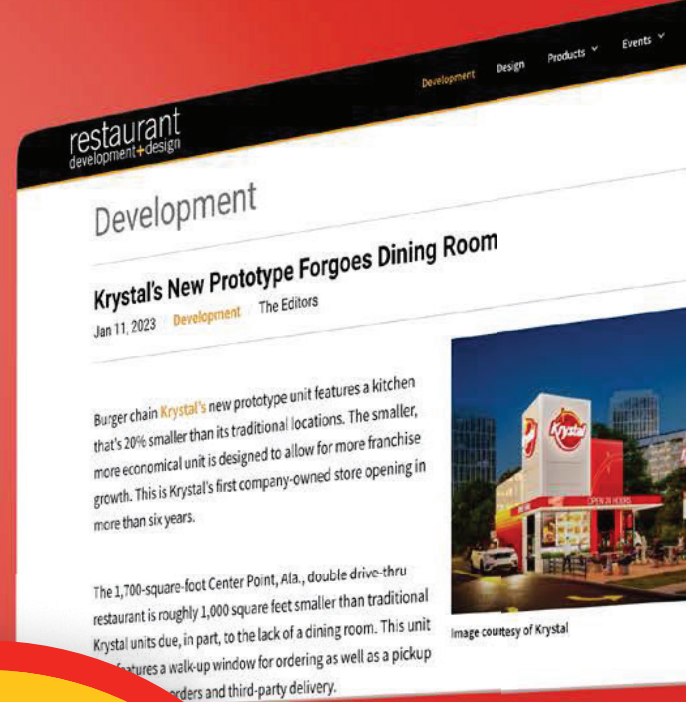 Development Design Products Events
restaurant
development+design
Development
Krystal's New Prototype Forgoes Dining Room
Jan 11, 2023 Development The Editors
Burger chain Krystal's new prototype unit features a kitchen
that's 20% smaller than its traditional locations. The smaller,
more economical unit is designed to allow for more franchise
growth. This is Krystal's first company-owned store opening in
more than six years.
The 1,700-square-foot Center Point, Ala., double drive-thru
restaurant is roughly 1,000 square feet smaller than traditional
Krystal units due, in part, to the lack of a dining room. This unit
features a walk-up window for ordering as well as a pickup
orders and third-party delivery.
Krystal
OPEN 24 HOURS
Image courtesy of Krystal